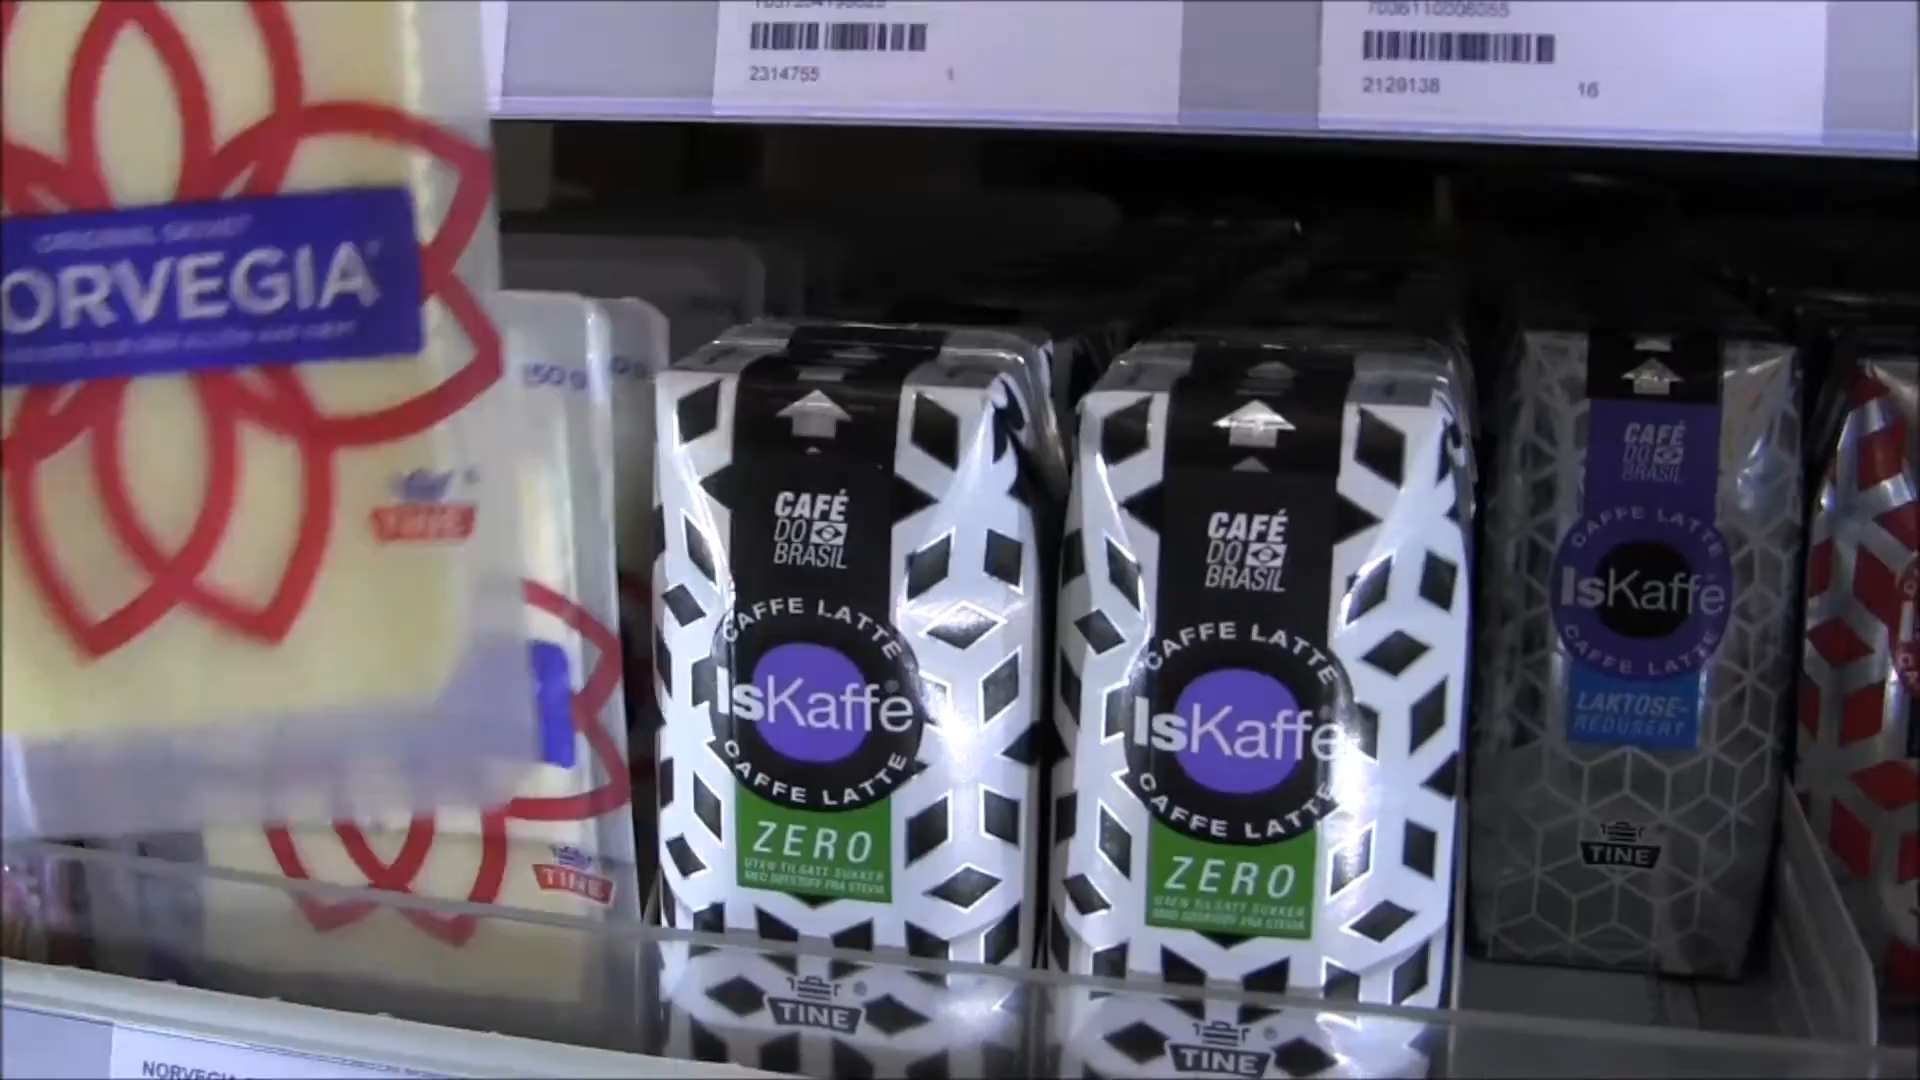 2314755 1
2129138 16
ORIGINAL SKIVET
ORVEGIA
TINE
50 g
TINE
CAFÉ
DO
BRASIL
CAFFE LATTE
IsKaffe
CAFFE LATTE
ZERO
UTEN TILSATT SUKKER
MED SØTSTOFF FRA STEVIA
TINE
CAFÉ
DO
BRASIL
CAFFE LATTE
IsKaffe
CAFFE LATTE
ZERO
UTEN TILSATT SUKKER
MED SØTSTOFF FRA STEVIA
TINE
CAFÉ
DO
BRASIL
CAFFE LATTE
IsKaffe
CAFFE LATTE
LAKTOSE-
REDUSERT
TINE
NORVEGIA